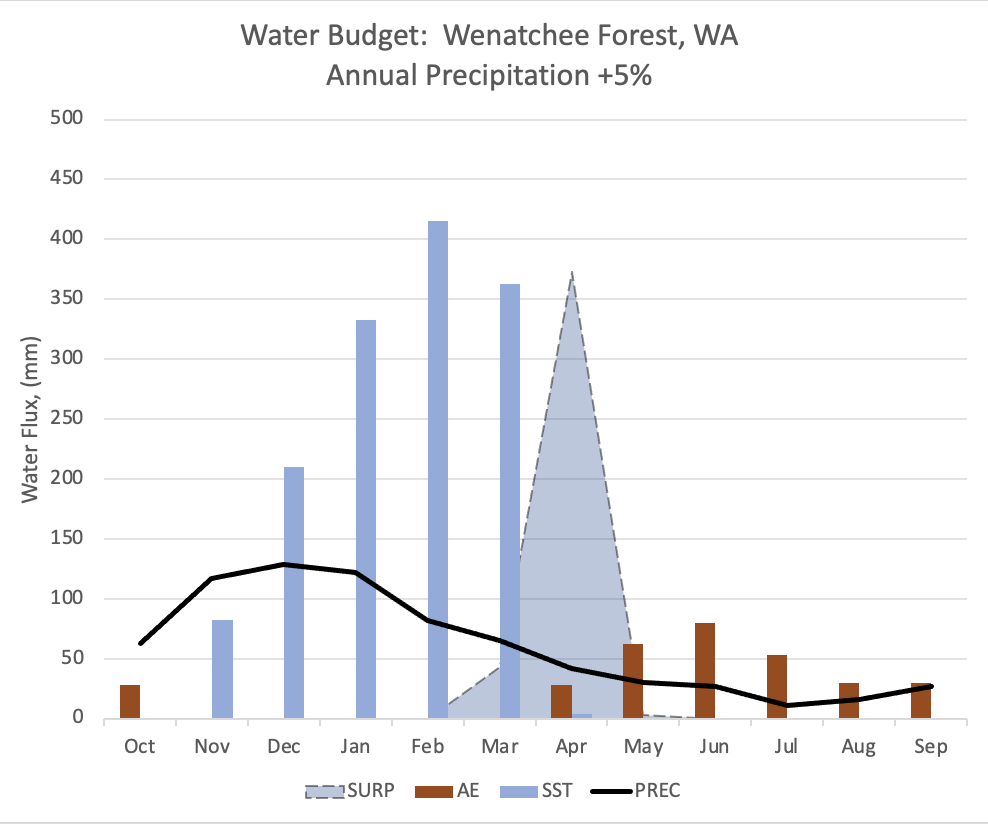 Water Budget:  Wenatchee Forest, WA
Annual Precipitation +5%
500
450
400
350
300
250
200
150
100
50
0
Water Flux, (mm)
Oct Nov Dec Jan Feb Mar Apr May Jun Jul Aug Sep
SURP AE SST PREC